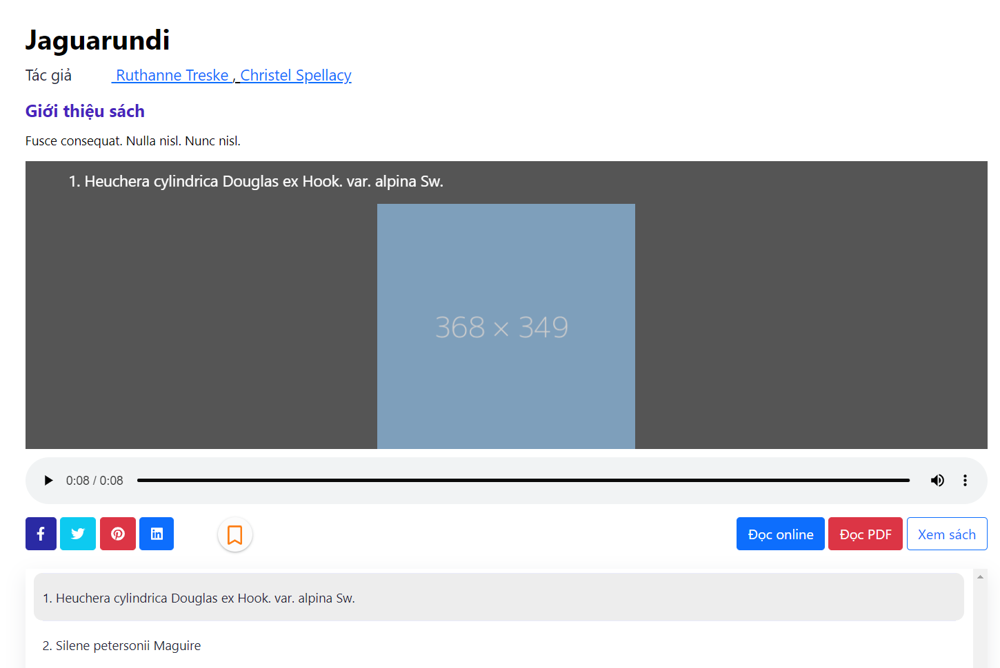 Jaguarundi
Tác giả Ruthanne Treske , Christel Spellacy
Giới thiệu sách
Fusce consequat. Nulla nisl. Nunc nisl.
1. Heuchera cylindrica Douglas ex Hook. var. alpina Sw.
368 × 349
0:08 / 0:08
Đọc online Đọc PDF Xem sách
1. Heuchera cylindrica Douglas ex Hook. var. alpina Sw.
2. Silene petersonii Maguire